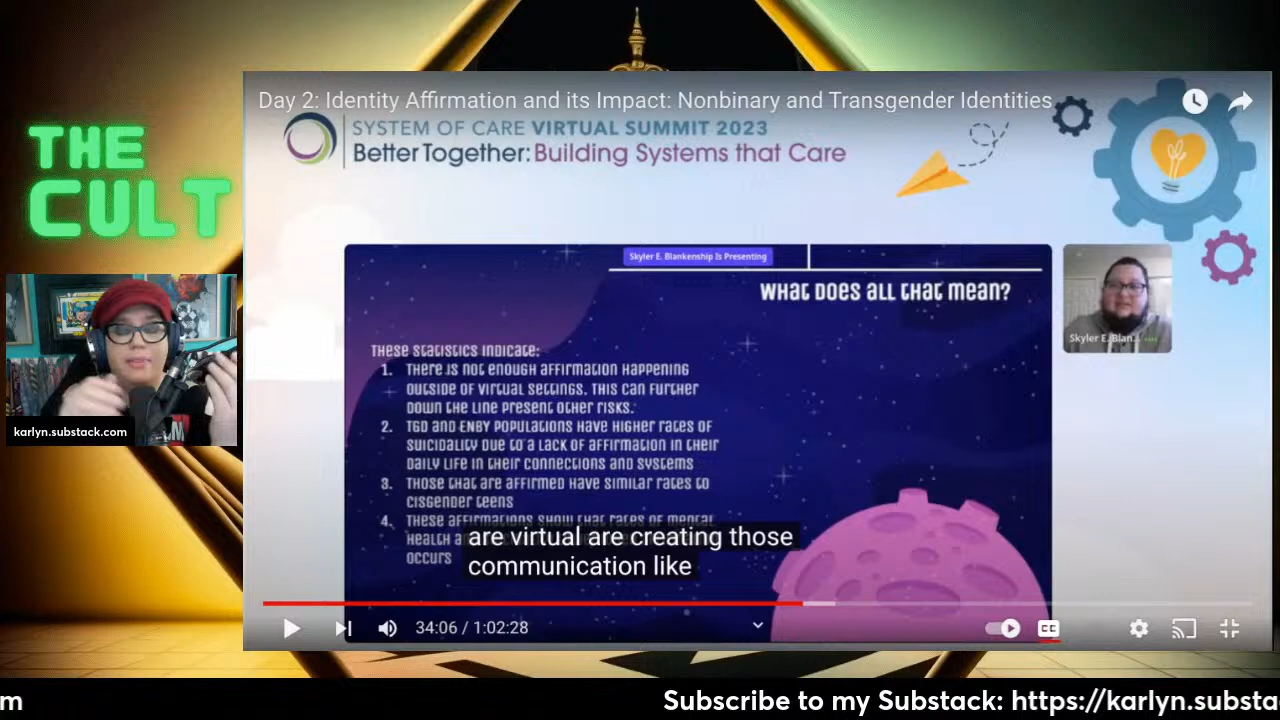 THE
CULT
karlyn.substack.com
Day 2: Identity Affirmation and its Impact: Nonbinary and Transgender Identities
SYSTEM OF CARE VIRTUAL SUMMIT 2023
Better Together: Building Systems that Care
Skyler E. Blankenship Is Presenting
What does all that mean?
These statistics indicate:
1. There is not enough affirmation happening
outside of virtual settings. This can further
down the line present other risks.
2. TGD and ENBY populations have higher rates of
suicidality due to a lack of affirmation in their
daily life in their connections and systems
3. Those that are affirmed have similar rates to
cisgender teens
4. These affirmations show that rates of mental
health a
occurs
are virtual are creating those
communication like
Skyler E. Blan...
34:06 / 1:02:28
CC
m
Subscribe to my Substack: https://karlyn.substa